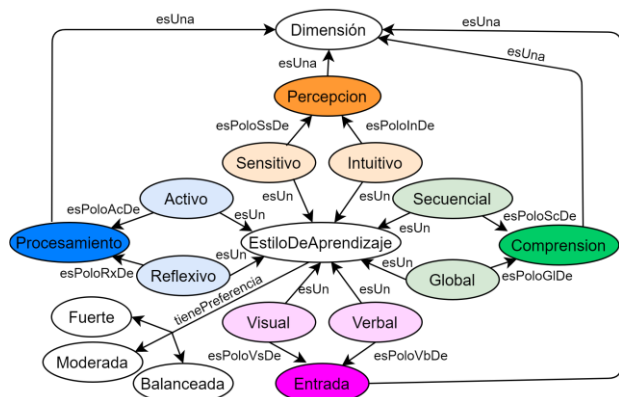 esUna
esUna
Dimensión
esUna
esUna
Percepcion
esPoloSsDe
esPoloInDe
Sensitivo
Intuitivo
Activo
esUn
esUn
Secuencial
esPoloAcDe
esUn
esUn
esPoloScDe
Procesamiento
EstiloDeAprendizaje
Comprension
esUn
esUn
esPoloRxDe
Reflexivo
Global
esPoloGlDe
tienePreferencia
esUn
esUn
Fuerte
Visual
Verbal
Moderada
esPoloVsDe
esPoloVbDe
Balanceada
Entrada